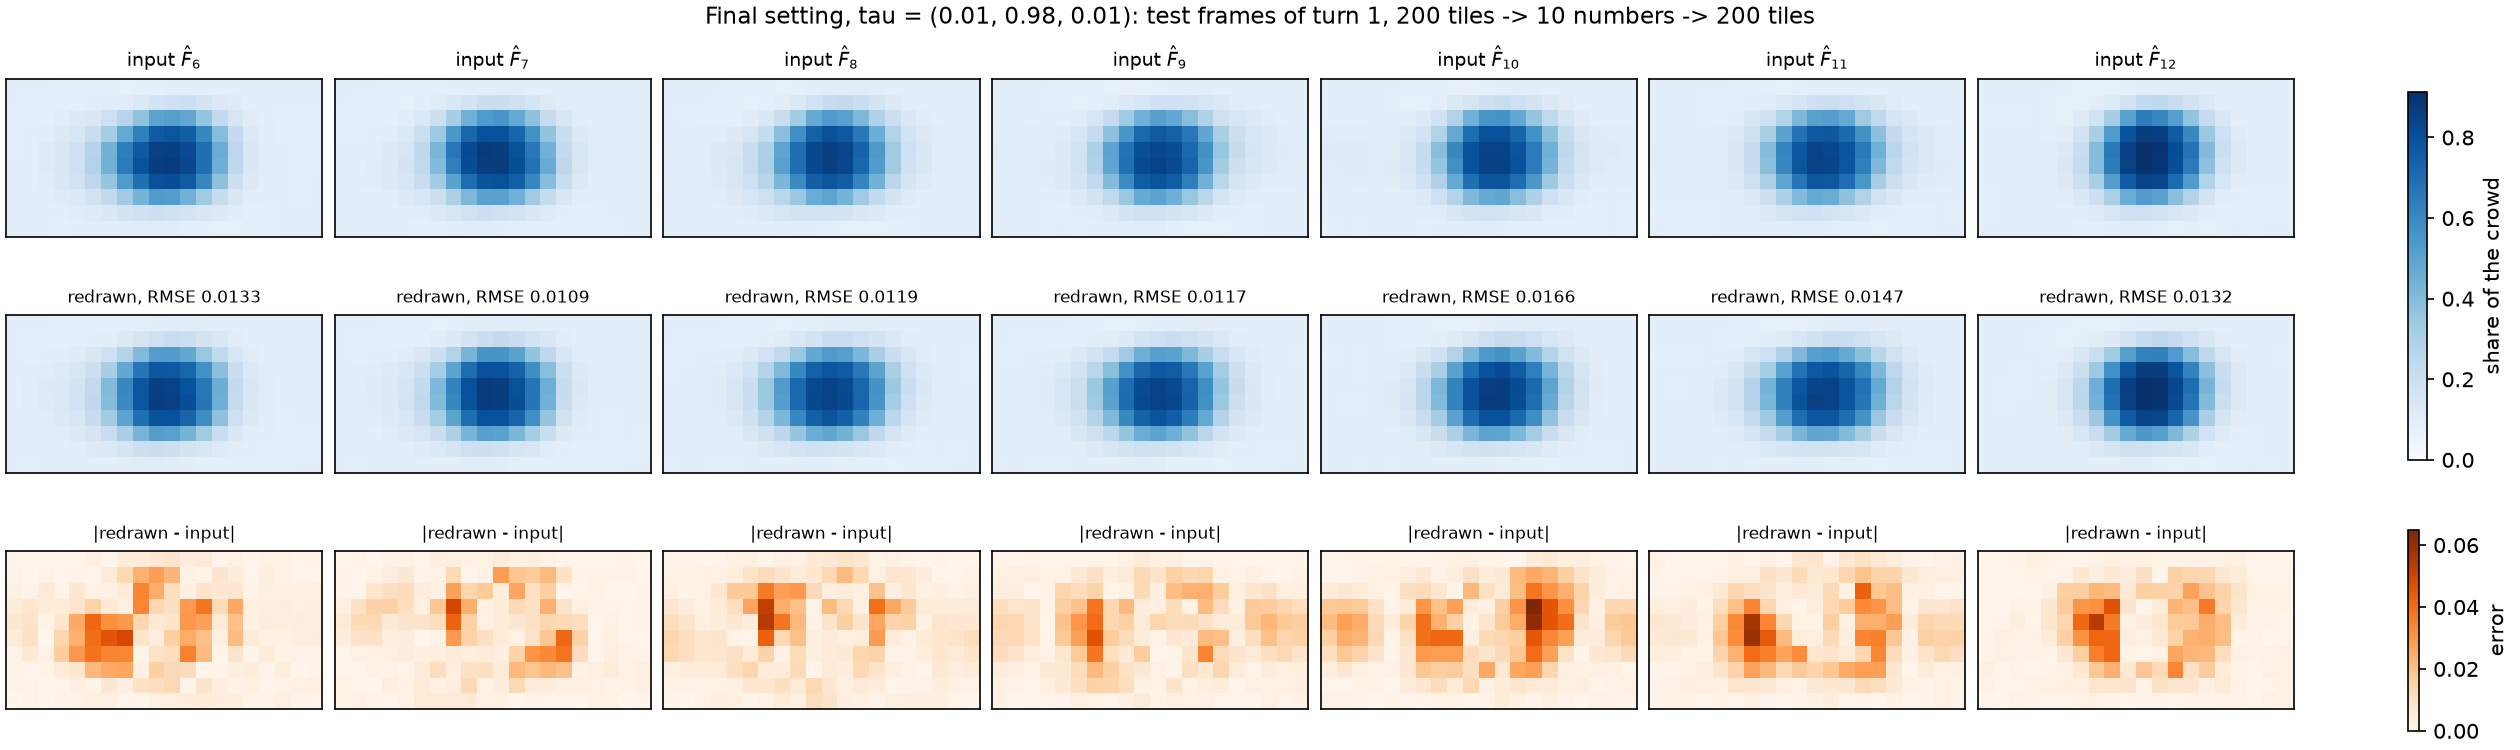 Final setting, tau = (0.01, 0.98, 0.01): test frames of turn 1, 200 tiles -> 10 numbers -> 200 tiles
input F̂₆
input F̂₇
input F̂₈
input F̂₉
input F̂₁₀
input F̂₁₁
input F̂₁₂
redrawn, RMSE 0.0133
redrawn, RMSE 0.0109
redrawn, RMSE 0.0119
redrawn, RMSE 0.0117
redrawn, RMSE 0.0166
redrawn, RMSE 0.0147
redrawn, RMSE 0.0132
0.8
0.6
0.4
0.2
0.0
share of the crowd
|redrawn - input|
|redrawn - input|
|redrawn - input|
|redrawn - input|
|redrawn - input|
|redrawn - input|
|redrawn - input|
0.06
0.04
0.02
0.00
error